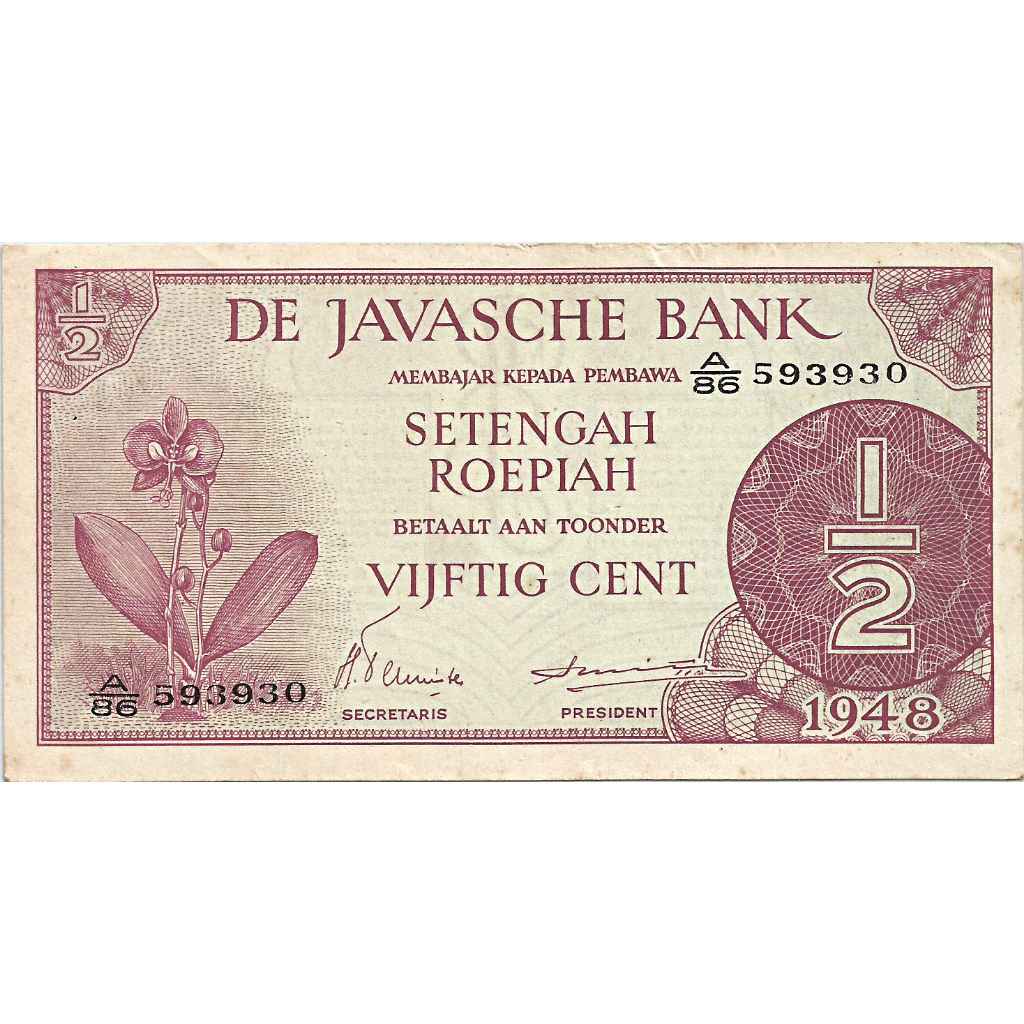 1/2
DE JAVASCHE BANK
MEMBAJAR KEPADA PEMBAWA
A/86 593930
SETENGAH
ROEPIAH
BETAALT AAN TOONDER
VIJFTIG CENT
1/2
A/86 593930
SECRETARIS
PRESIDENT
1948